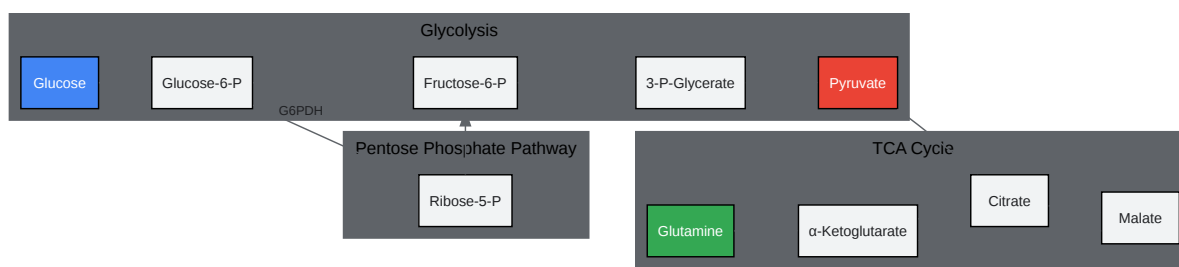 Glycolysis
Glucose
Glucose-6-P
Fructose-6-P
3-P-Glycerate
Pyruvate
G6PDH
Pentose Phosphate Pathway
TCA Cycle
Ribose-5-P
Citrate
Malate
Glutamine
α-Ketoglutarate